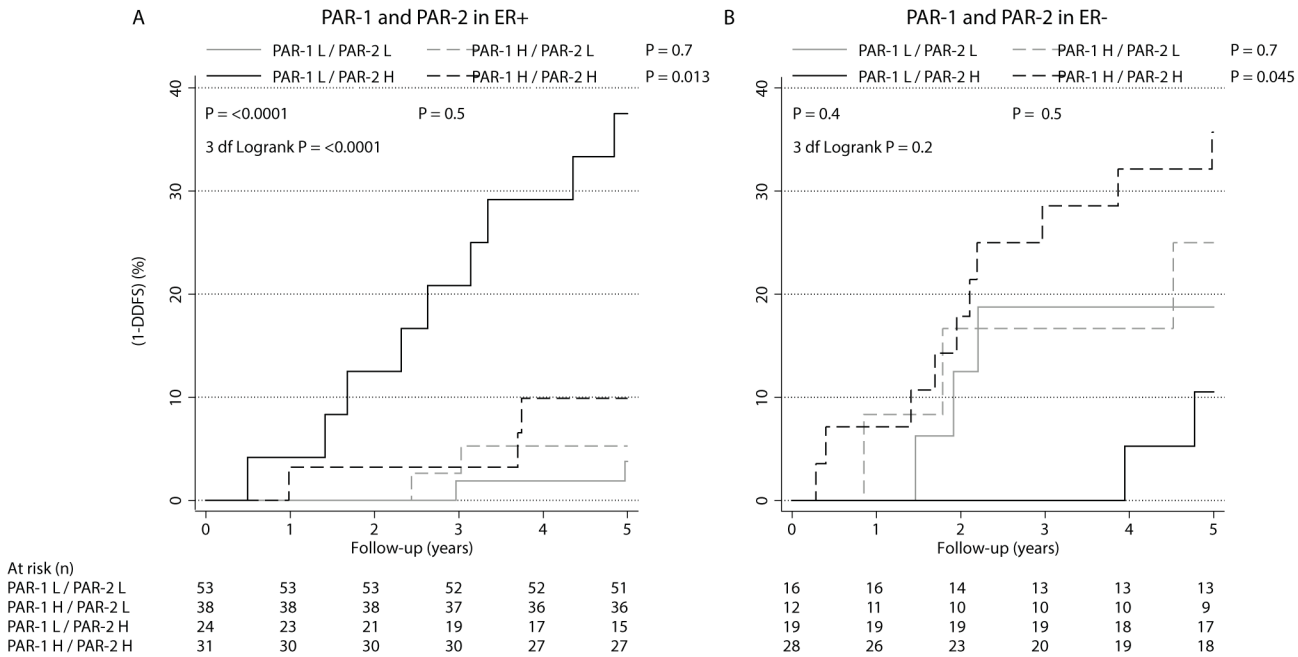 A PAR-1 and PAR-2 in ER+
PAR-1 L / PAR-2 L PAR-1 H / PAR-2 L P = 0.7
PAR-1 L / PAR-2 H PAR-1 H / PAR-2 H P = 0.013
P = <0.0001 P = 0.5
3 df Logrank P = <0.0001
(1-DDFS) (%)
40
30
20
10
0
0 1 2 3 4 5
Follow-up (years)
B PAR-1 and PAR-2 in ER-
PAR-1 L / PAR-2 L PAR-1 H / PAR-2 L P = 0.7
PAR-1 L / PAR-2 H PAR-1 H / PAR-2 H P = 0.045
P = 0.4 P = 0.5
3 df Logrank P = 0.2
40
30
20
10
0
0 1 2 3 4 5
Follow-up (years)
At risk (n)
PAR-1 L / PAR-2 L 53 53 53 52 52 51 16 16 14 13 13 13
PAR-1 H / PAR-2 L 38 38 38 37 36 36 12 11 10 10 10 9
PAR-1 L / PAR-2 H 24 23 21 19 17 15 19 19 19 19 18 17
PAR-1 H / PAR-2 H 31 30 30 30 27 27 28 26 23 20 19 18